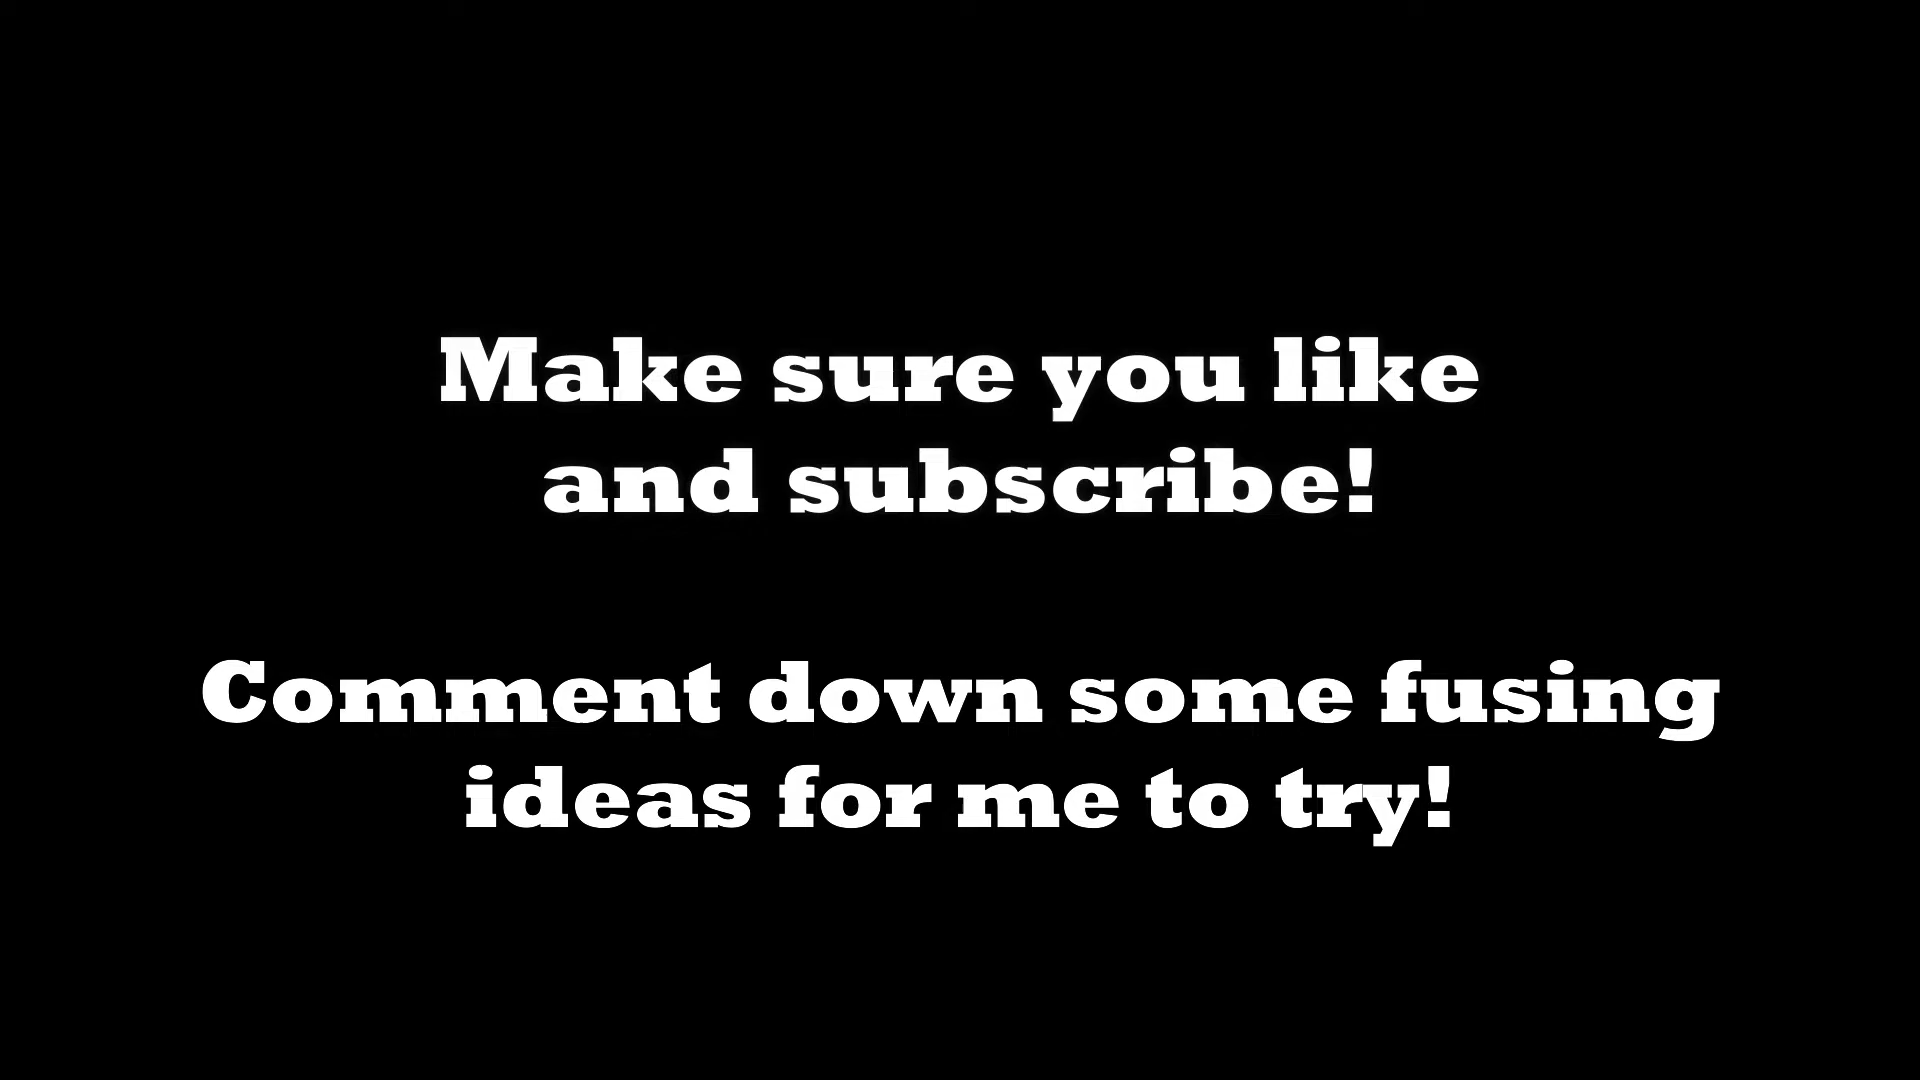 Make sure you like
and subscribe!
Comment down some fusing
ideas for me to try!